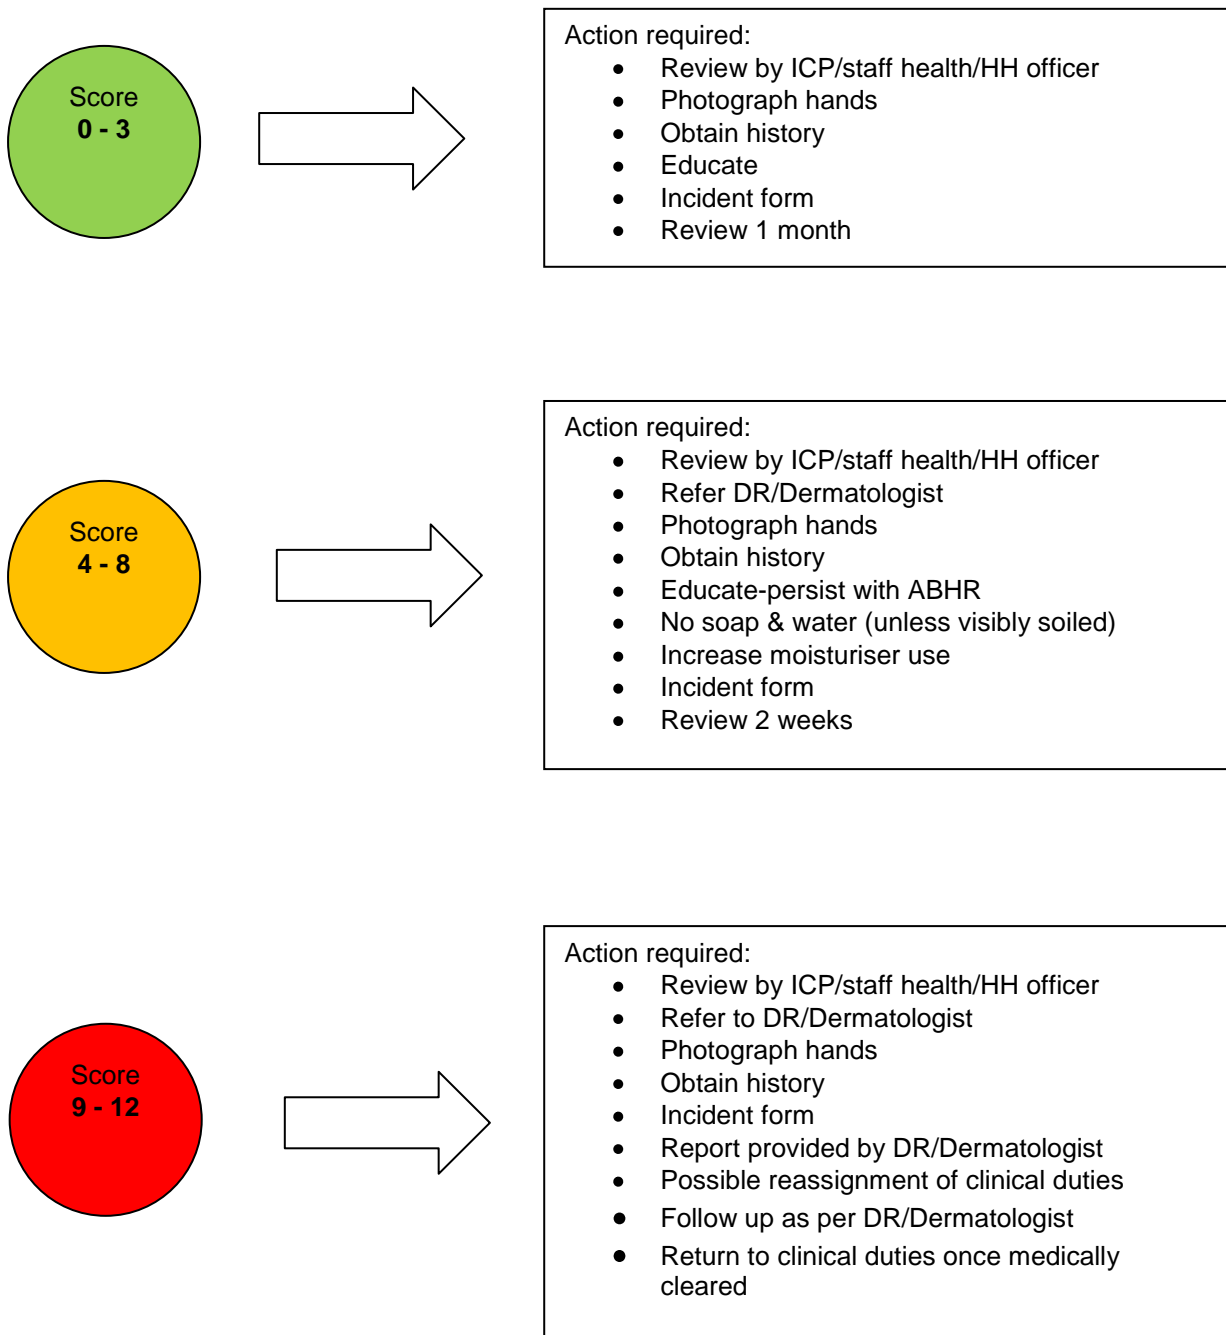 Score
0 - 3
Action required:
• Review by ICP/staff health/HH officer
• Photograph hands
• Obtain history
• Educate
• Incident form
• Review 1 month
Score
4 - 8
Action required:
• Review by ICP/staff health/HH officer
• Refer DR/Dermatologist
• Photograph hands
• Obtain history
• Educate-persist with ABHR
• No soap & water (unless visibly soiled)
• Increase moisturiser use
• Incident form
• Review 2 weeks
Score
9 - 12
Action required:
• Review by ICP/staff health/HH officer
• Refer to DR/Dermatologist
• Photograph hands
• Obtain history
• Incident form
• Report provided by DR/Dermatologist
• Possible reassignment of clinical duties
• Follow up as per DR/Dermatologist
• Return to clinical duties once medically
cleared